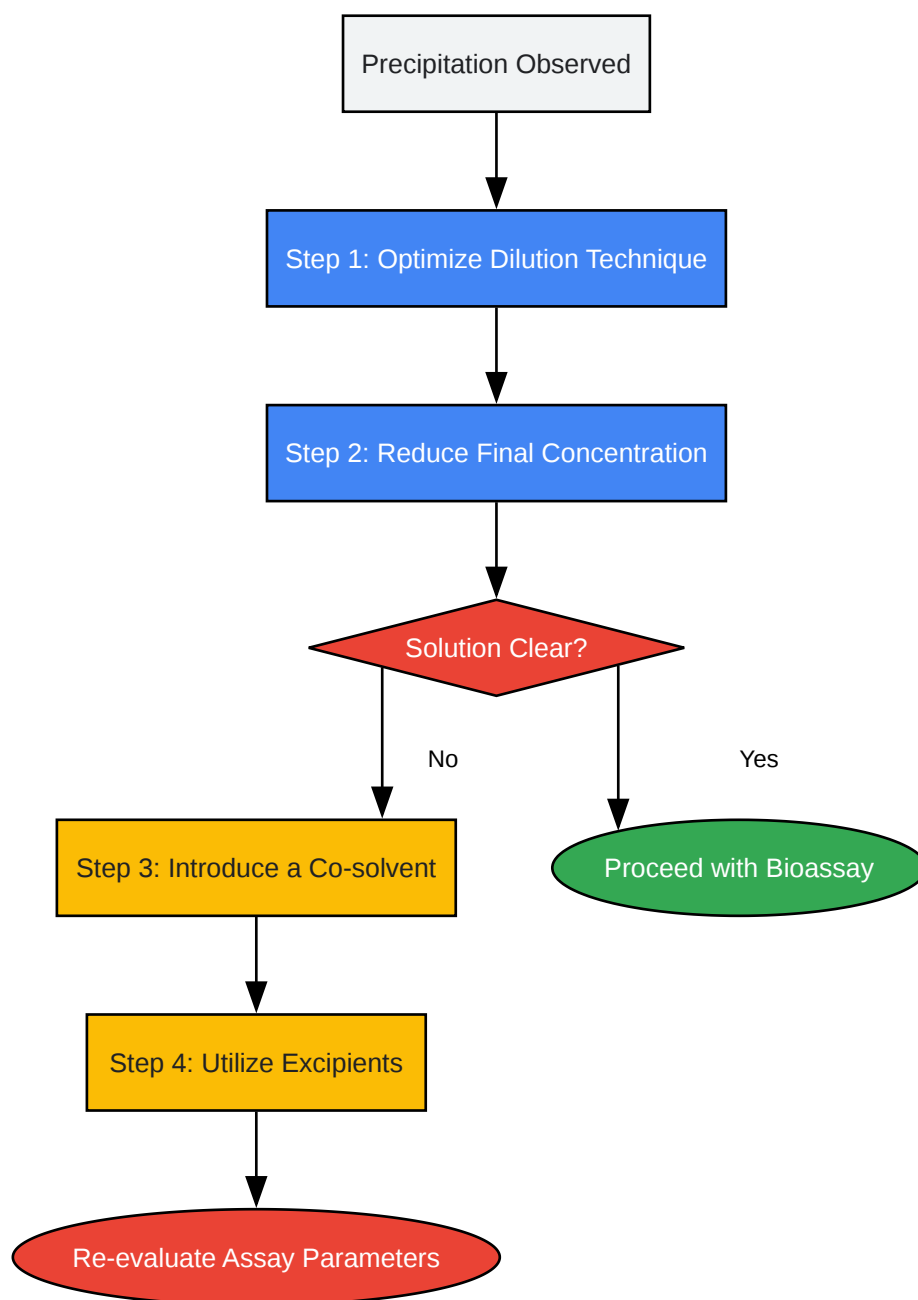 Precipitation Observed
Step 1: Optimize Dilution Technique
Step 2: Reduce Final Concentration
Solution Clear?
No
Yes
Step 3: Introduce a Co-solvent
Proceed with Bioassay
Step 4: Utilize Excipients
Re-evaluate Assay Parameters